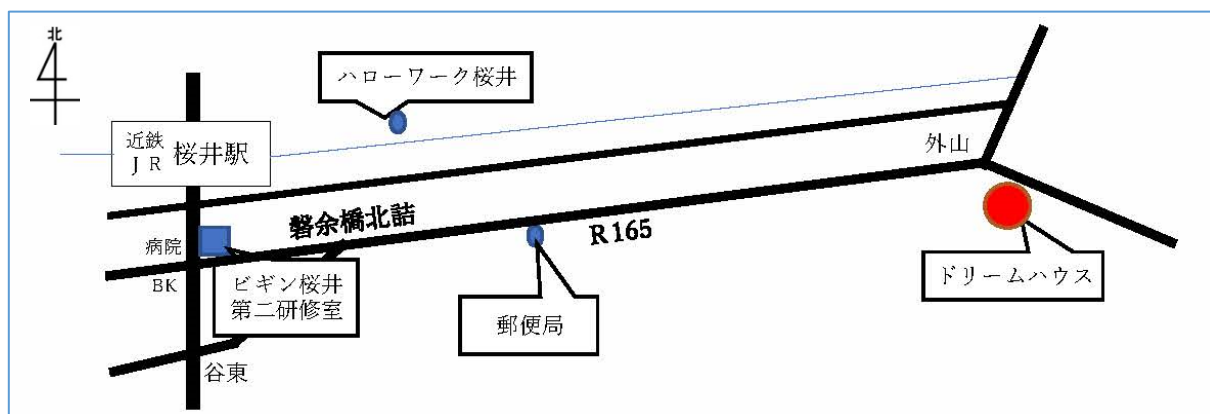 北
ハローワーク桜井
近鉄
ＪＲ
桜井駅
外山
磐余橋北詰
Ｒ165
病院
BK
ビギン桜井
第二研修室
郵便局
ドリームハウス
谷東